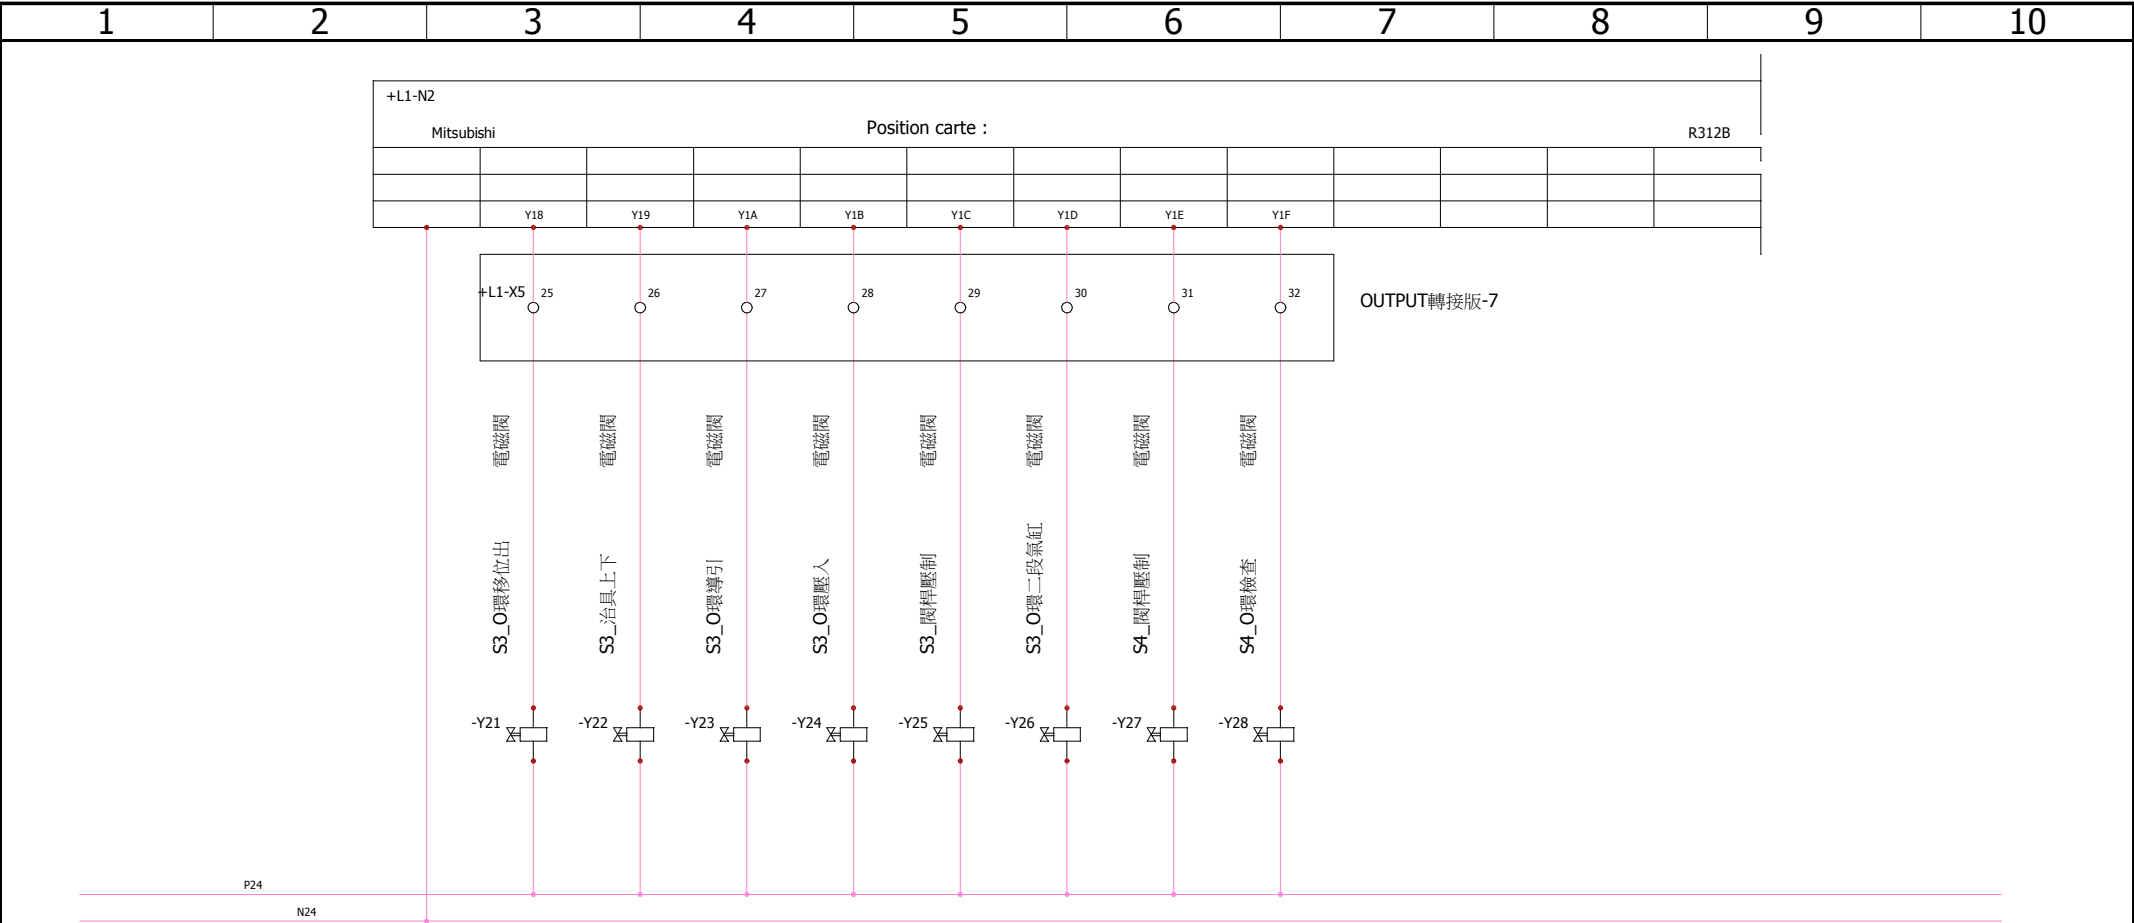 1 2 3 4 5 6 7 8 9 10
+L1-N2
Mitsubishi Position carte : R312B
Y18 Y19 Y1A Y1B Y1C Y1D Y1E Y1F
+L1-X5 25 26 27 28 29 30 31 32
OUTPUT轉接版-7
電磁閥 電磁閥 電磁閥 電磁閥 電磁閥 電磁閥 電磁閥 電磁閥
S3_O環移位出
S3_治具上下
S3_O環導引
S3_O環壓入
S3_閥桿壓制
S3_O環二段氣缸
S4_閥桿壓制
S4_O環檢查
-Y21 -Y22 -Y23 -Y24 -Y25 -Y26 -Y27 -Y28
P24
N24